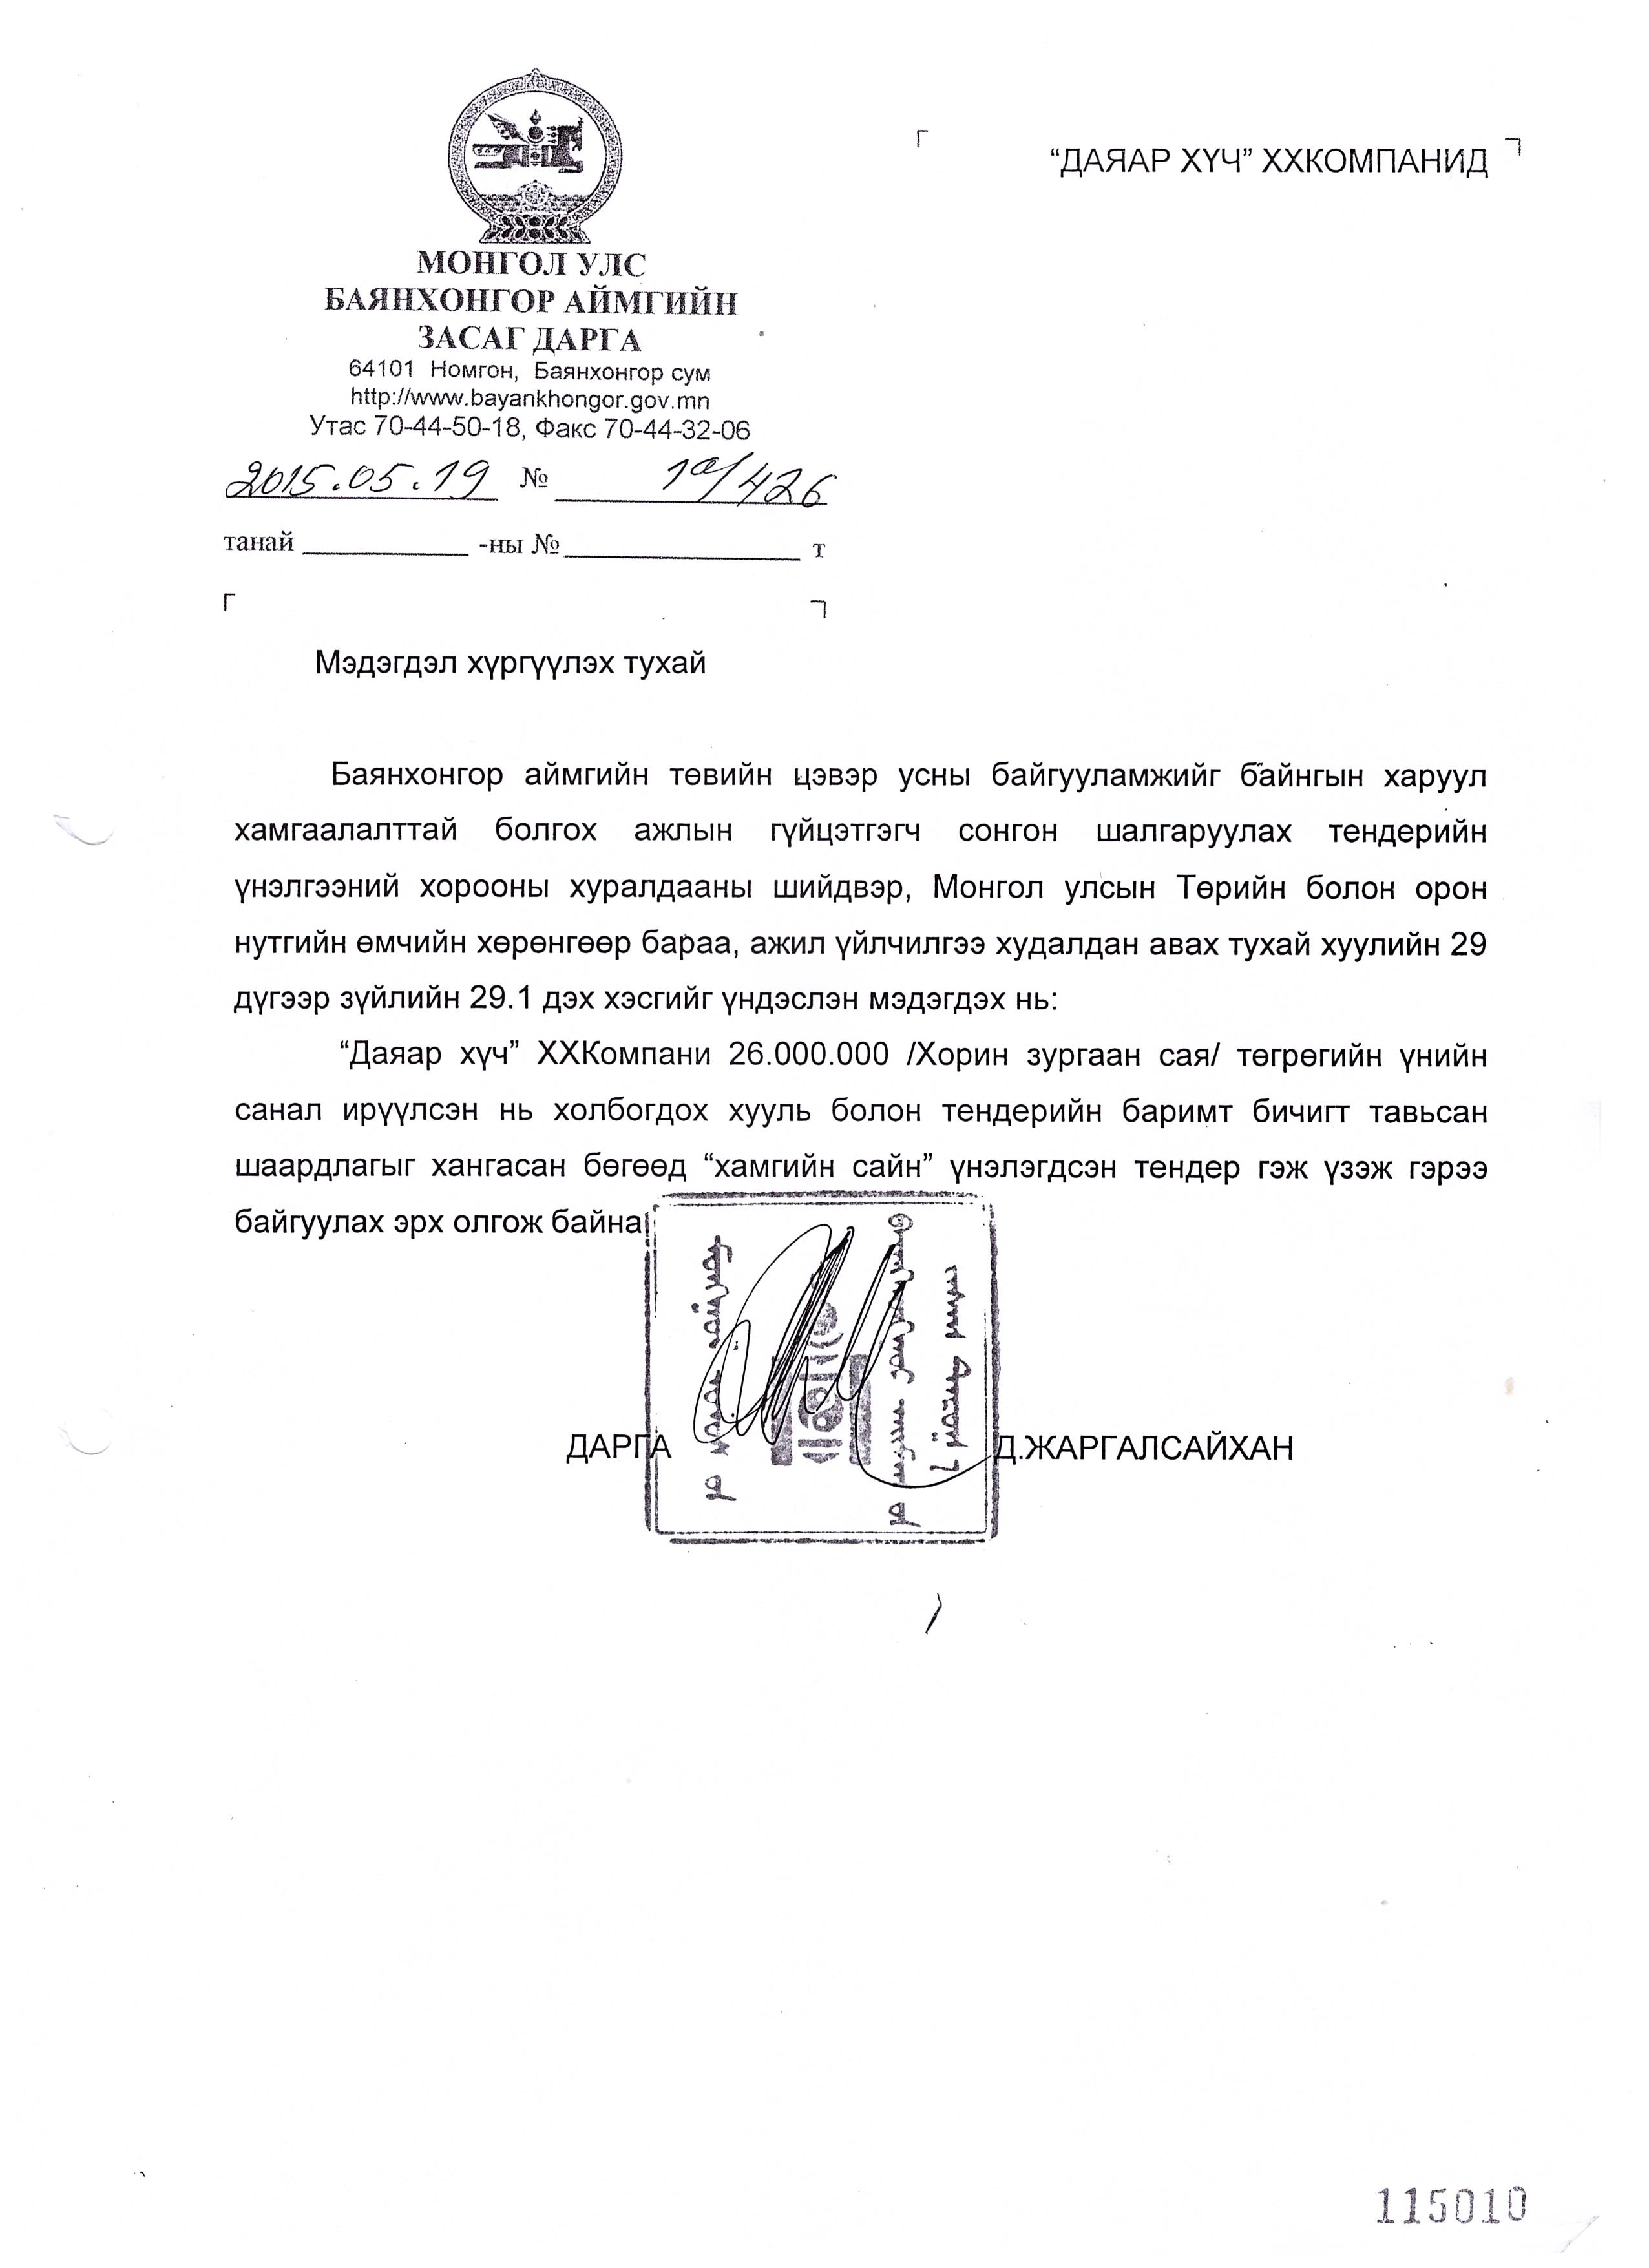 “ДАЯАР ХҮЧ” ХХКОМПАНИД
МОНГОЛ УЛС
БАЯНХОНГОР АЙМГИЙН
ЗАСАГ ДАРГА
64101 Номгон, Баянхонгор сум
http://www.bayankhongor.gov.mn
Утас 70-44-50-18, Факс 70-44-32-06
2015.05.19 № 1а/426
танай ____________ -ны № _________________ т
Мэдэгдэл хүргүүлэх тухай
Баянхонгор аймгийн төвийн цэвэр усны байгууламжийг байнгын харуул
хамгаалалттай болгох ажлын гүйцэтгэгч сонгон шалгаруулах тендерийн
үнэлгээний хорооны хуралдааны шийдвэр, Монгол улсын Төрийн болон орон
нутгийн өмчийн хөрөнгөөр бараа, ажил үйлчилгээ худалдан авах тухай хуулийн 29
дүгээр зүйлийн 29.1 дэх хэсгийг үндэслэн мэдэгдэх нь:
“Даяар хүч” ХХКомпани 26.000.000 /Хорин зургаан сая/ төгрөгийн үнийн
санал ирүүлсэн нь холбогдох хууль болон тендерийн баримт бичигт тавьсан
шаардлагыг хангасан бөгөөд “хамгийн сайн” үнэлэгдсэн тендер гэж үзэж гэрээ
байгуулах эрх олгож байна
ДАРГА Д.ЖАРГАЛСАЙХАН
115010